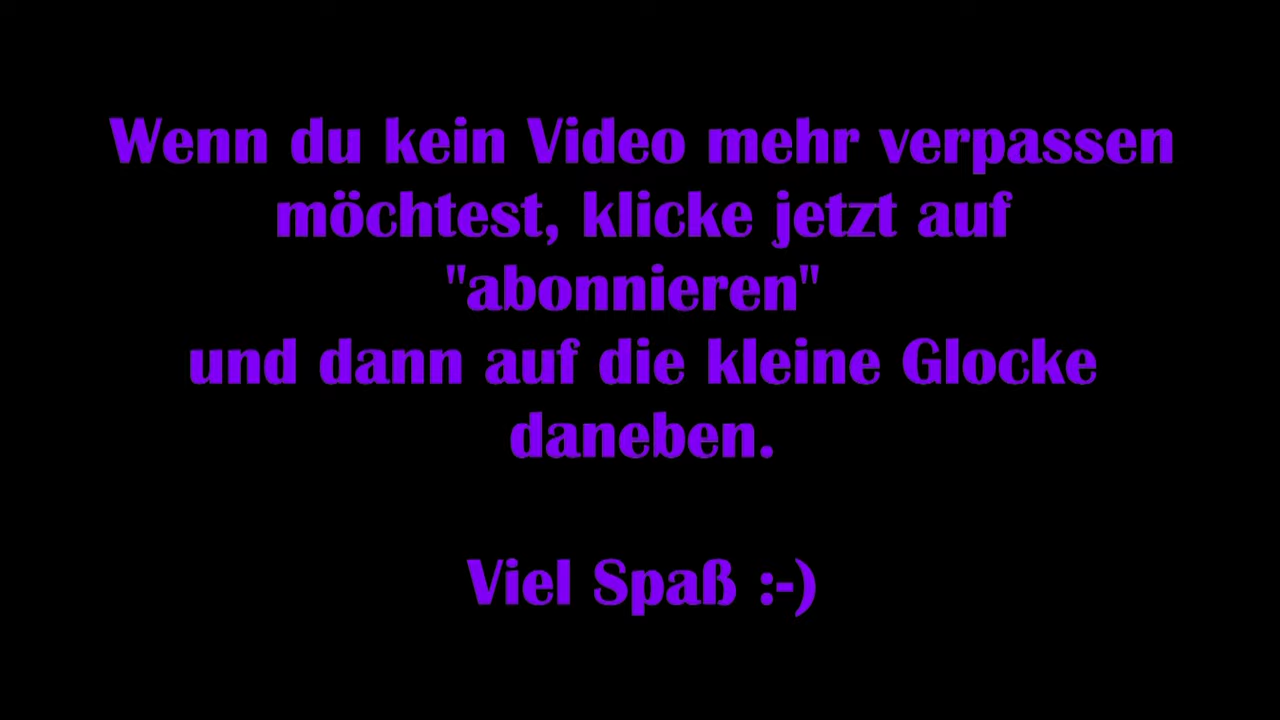 Wenn du kein Video mehr verpassen
möchtest, klicke jetzt auf
"abonnieren"
und dann auf die kleine Glocke
daneben.
Viel Spaß :-)